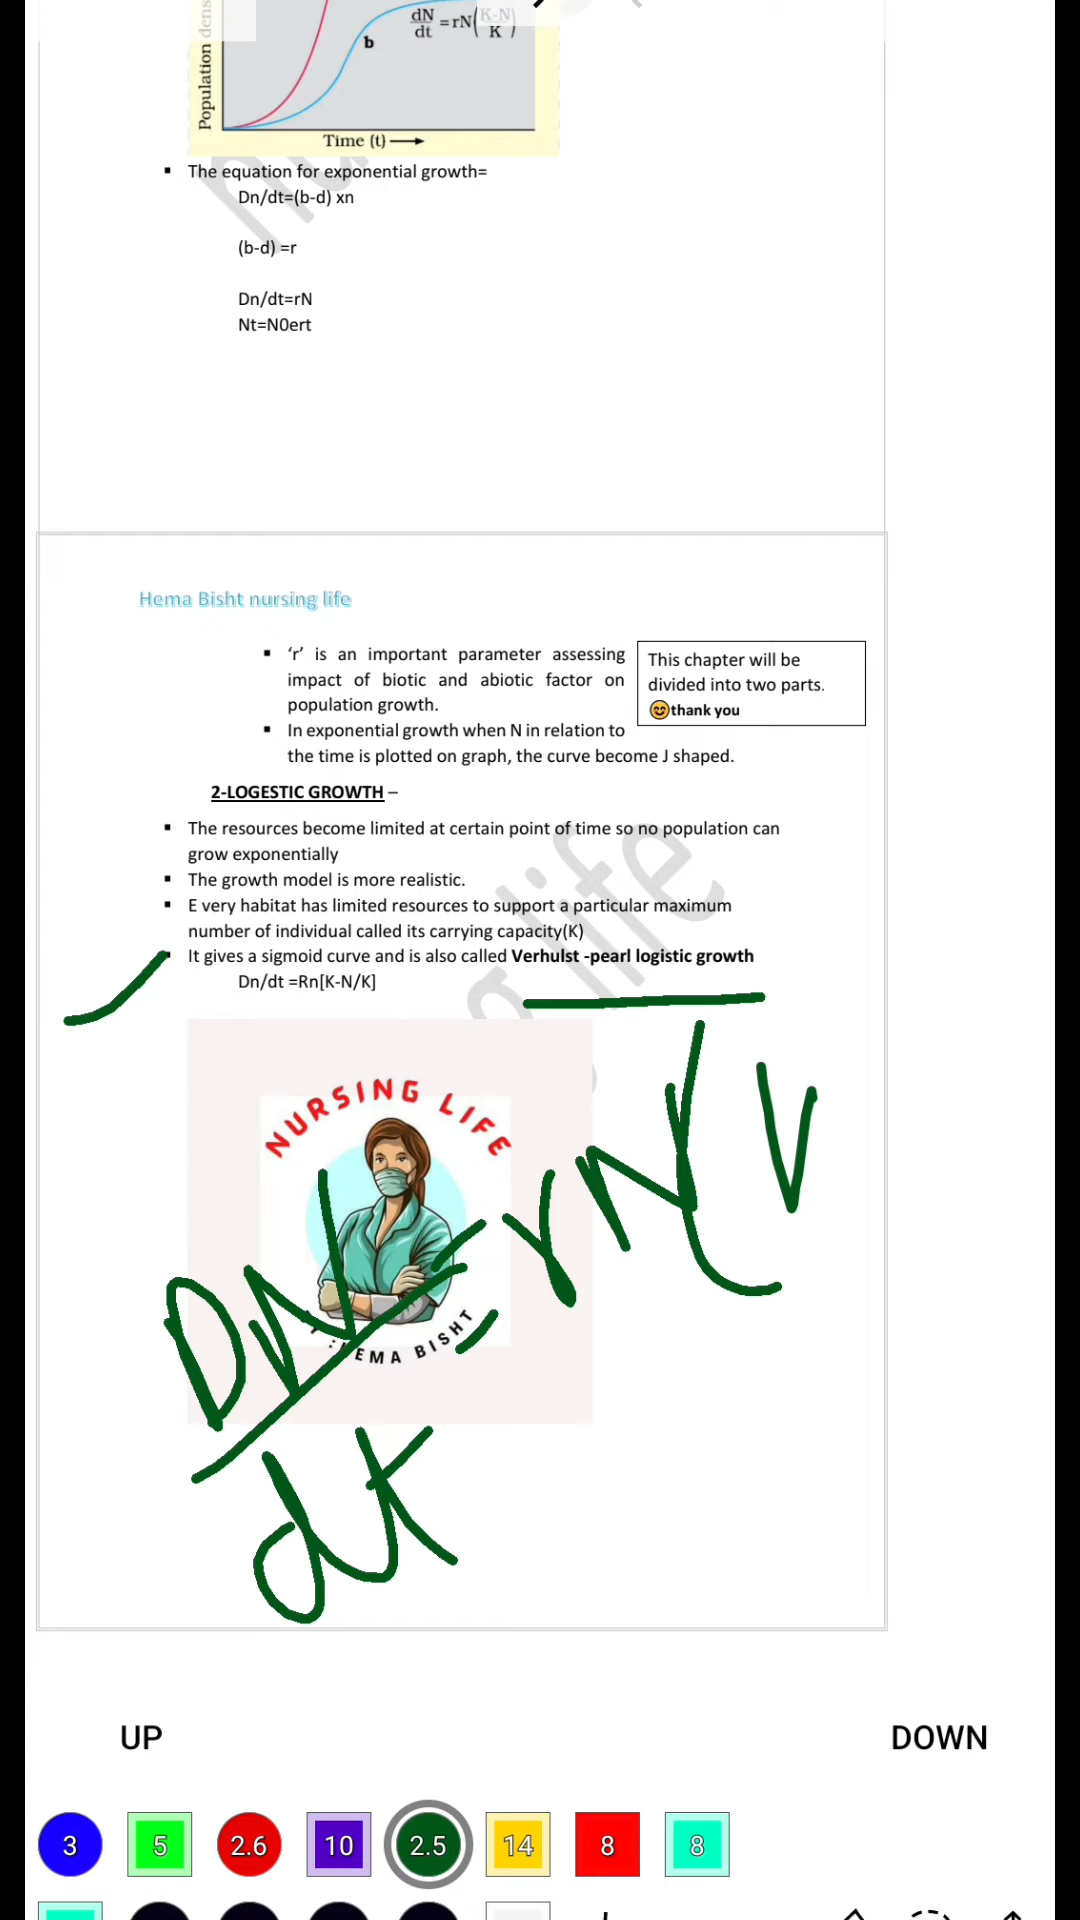 Population dens
dN/dt =rN(K-N/K)
b
Time (t)
▪ The equation for exponential growth=
Dn/dt=(b-d) xn
(b-d) =r
Dn/dt=rN
Nt=N0ert
Hema Bisht nursing life
▪ ‘r’ is an important parameter assessing
impact of biotic and abiotic factor on
population growth.
▪ In exponential growth when N in relation to
the time is plotted on graph, the curve become J shaped.
This chapter will be
divided into two parts.
😊thank you
2-LOGESTIC GROWTH –
▪ The resources become limited at certain point of time so no population can
grow exponentially
▪ The growth model is more realistic.
▪ E very habitat has limited resources to support a particular maximum
number of individual called its carrying capacity(K)
▪ It gives a sigmoid curve and is also called Verhulst -pearl logistic growth
Dn/dt =Rn[K-N/K]
life
NURSING LIFE
:HEMA BISHT
DN = rN(
dt
UP DOWN
3 5 2.6 10 2.5 14 8 8